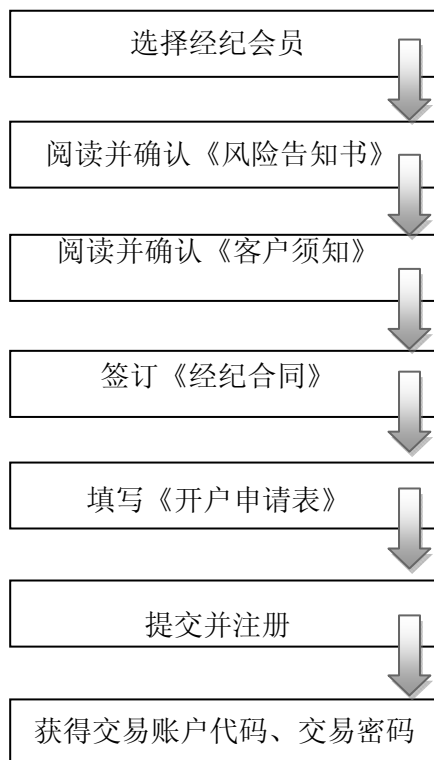 选择经纪会员
阅读并确认《风险告知书》
阅读并确认《客户须知》
签订《经纪合同》
填写《开户申请表》
提交并注册
获得交易账户代码、交易密码